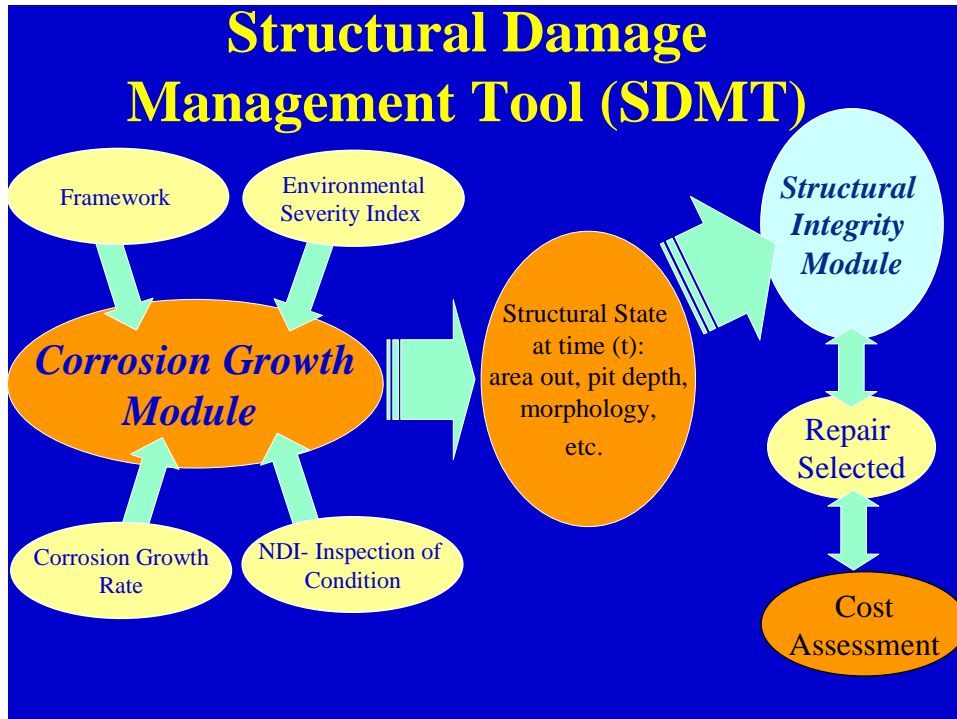 Structural Damage
Management Tool (SDMT)
Framework
Environmental
Severity Index
Corrosion Growth
Module
Corrosion Growth
Rate
NDI- Inspection of
Condition
Structural State
at time (t):
area out, pit depth,
morphology,
etc.
Structural
Integrity
Module
Repair
Selected
Cost
Assessment